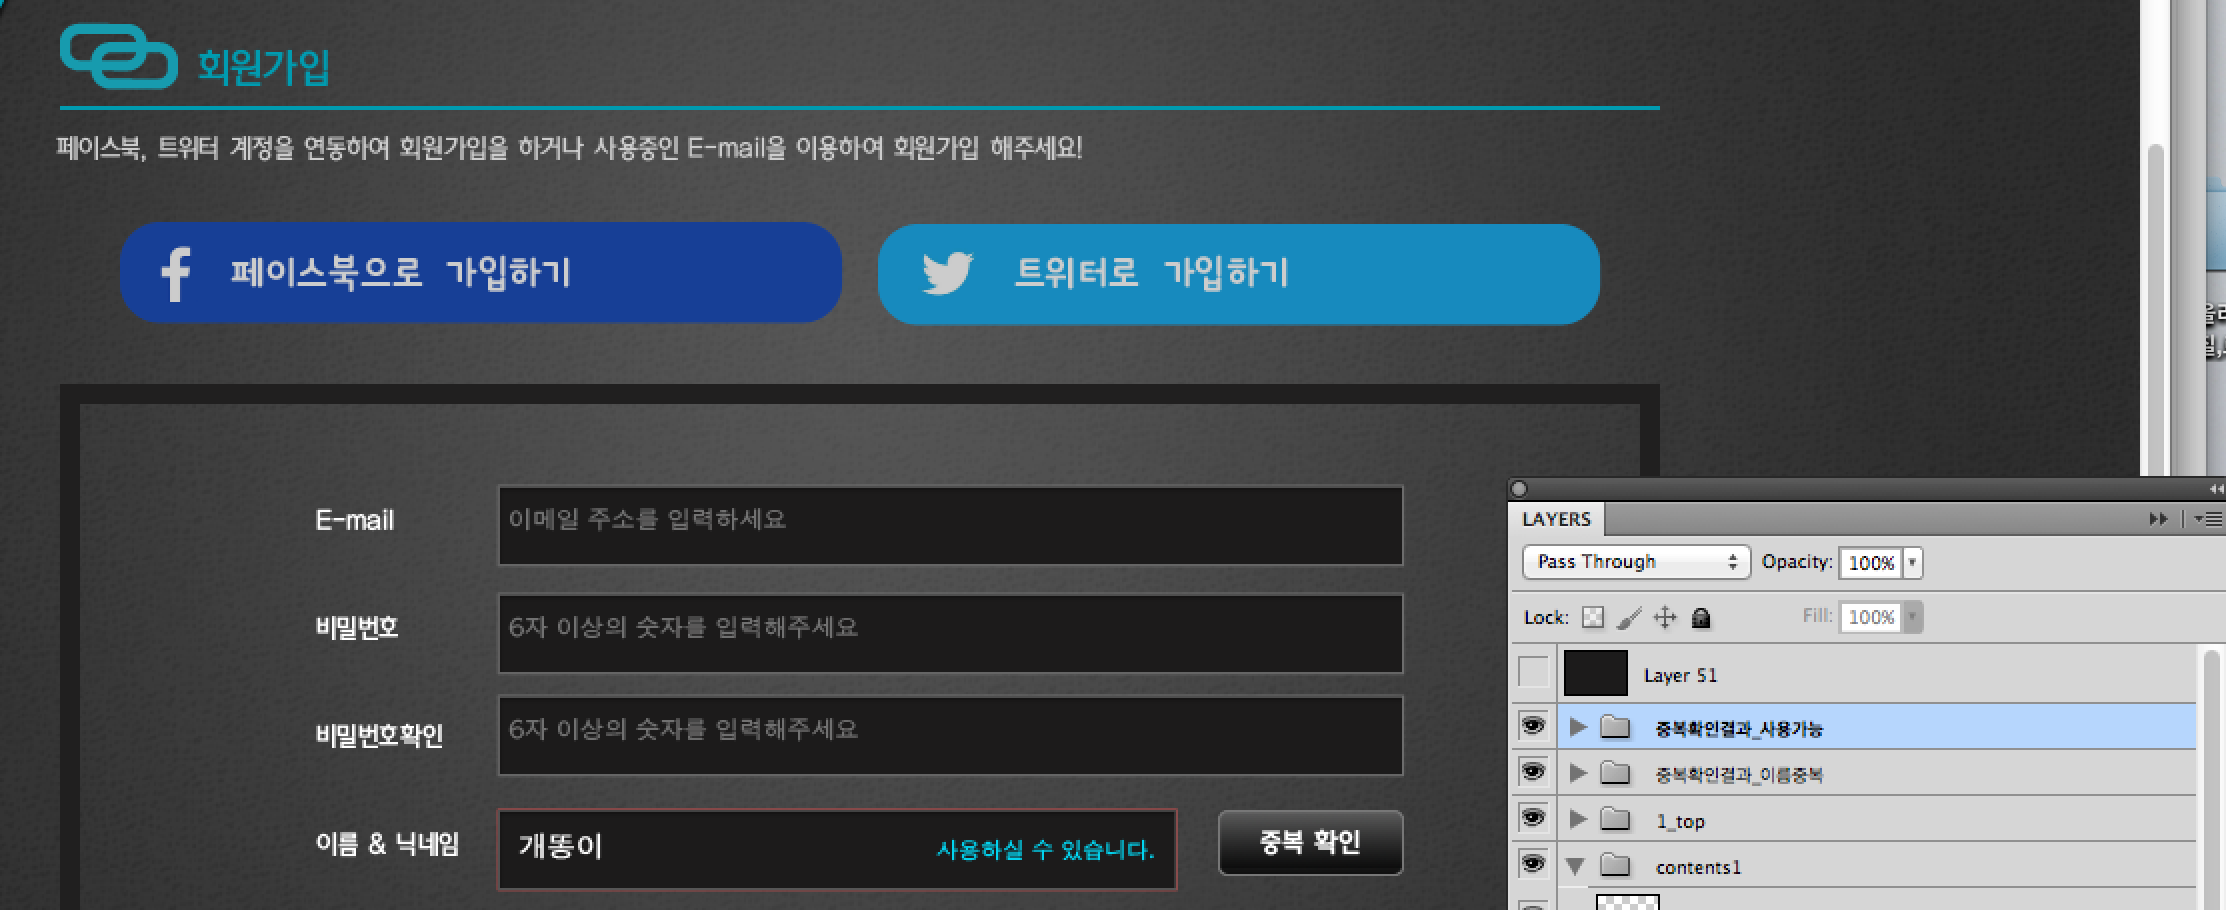 회원가입
페이스북, 트위터 계정을 연동하여 회원가입을 하거나 사용중인 E-mail을 이용하여 회원가입 해주세요!
페이스북으로 가입하기
트위터로 가입하기
E-mail
이메일 주소를 입력하세요
비밀번호
6자 이상의 숫자를 입력해주세요
비밀번호확인
6자 이상의 숫자를 입력해주세요
이름 & 닉네임
개똥이
사용하실 수 있습니다.
중복 확인
LAYERS
Pass Through
Opacity: 100%
Lock:
Fill: 100%
Layer 51
중복확인결과_사용가능
중복확인결과_이름중복
1_top
contents1